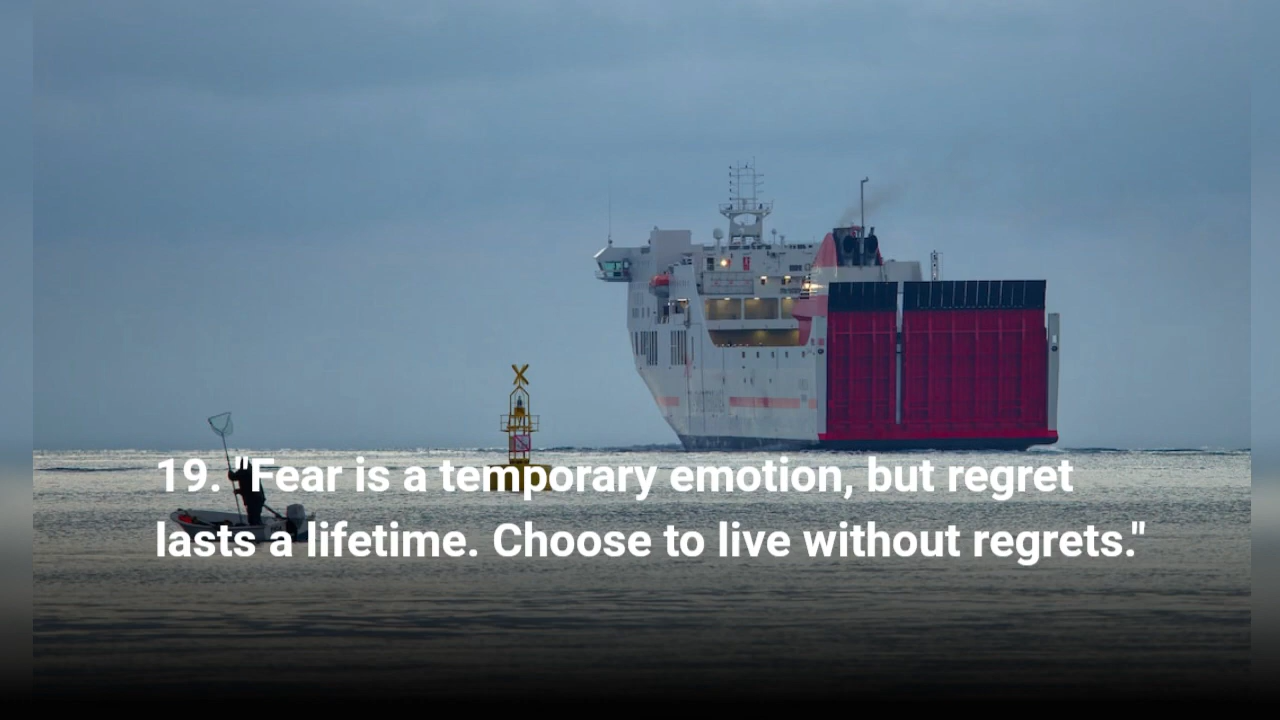 19. "Fear is a temporary emotion, but regret
lasts a lifetime. Choose to live without regrets."